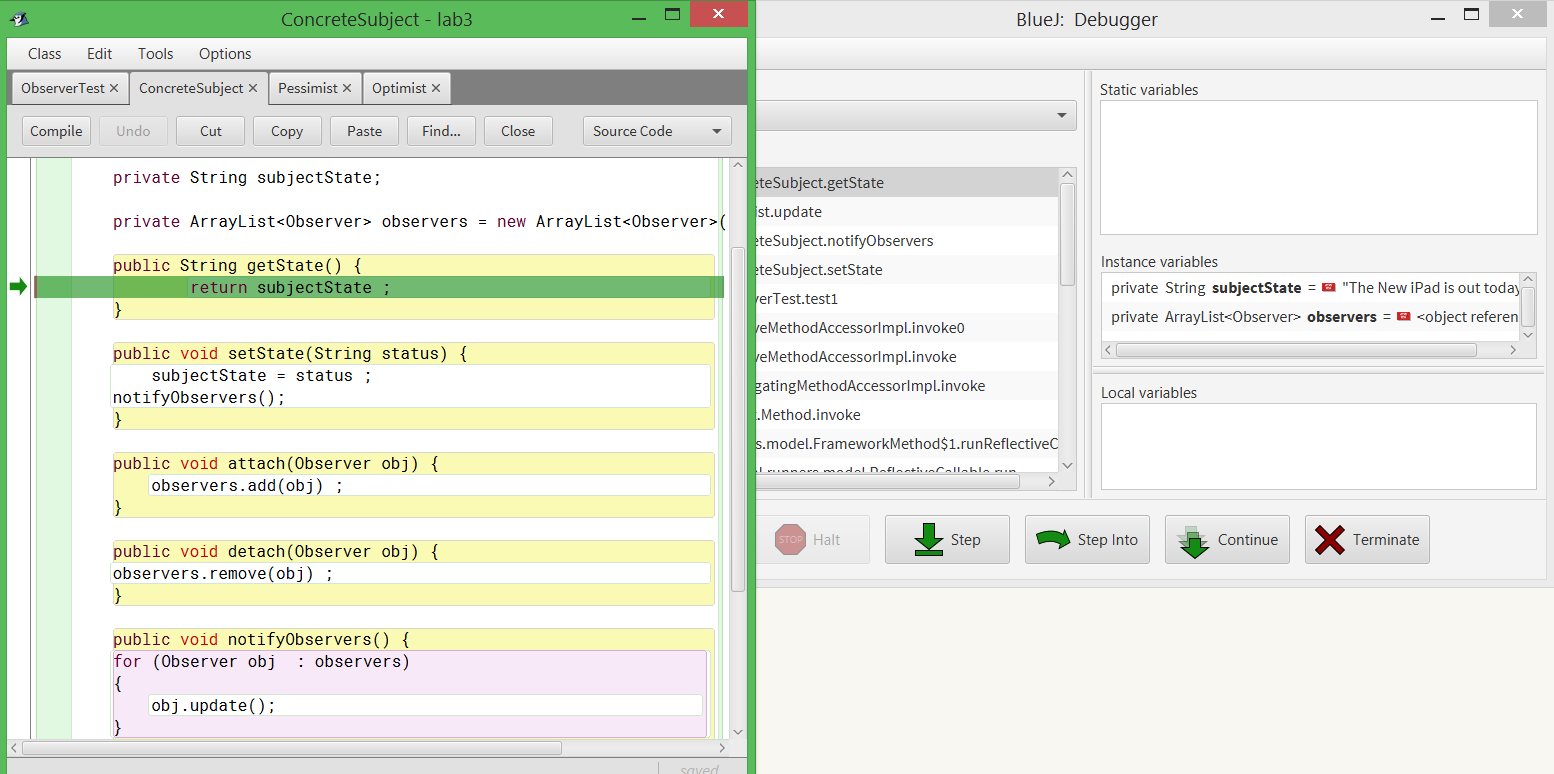 ConcreteSubject - lab3
Class Edit Tools Options
ObserverTest ConcreteSubject Pessimist Optimist
Compile Undo Cut Copy Paste Find... Close Source Code
private String subjectState;
private ArrayList<Observer> observers = new ArrayList<Observer>(
public String getState() {
return subjectState ;
}
public void setState(String status) {
subjectState = status ;
notifyObservers();
}
public void attach(Observer obj) {
observers.add(obj) ;
}
public void detach(Observer obj) {
observers.remove(obj) ;
}
public void notifyObservers() {
for (Observer obj  : observers)
{
obj.update();
}
saved
BlueJ:  Debugger
eteSubject.getState
ist.update
eteSubject.notifyObservers
eteSubject.setState
verTest.test1
veMethodAccessorImpl.invoke0
veMethodAccessorImpl.invoke
gatingMethodAccessorImpl.invoke
t.Method.invoke
s.model.FrameworkMethod$1.runReflectiveC
l.runners.model.ReflectiveCallable.run
Static variables
Instance variables
private String subjectState = "The New iPad is out today
private ArrayList<Observer> observers = <object referen
Local variables
STOP Halt Step Step Into Continue Terminate